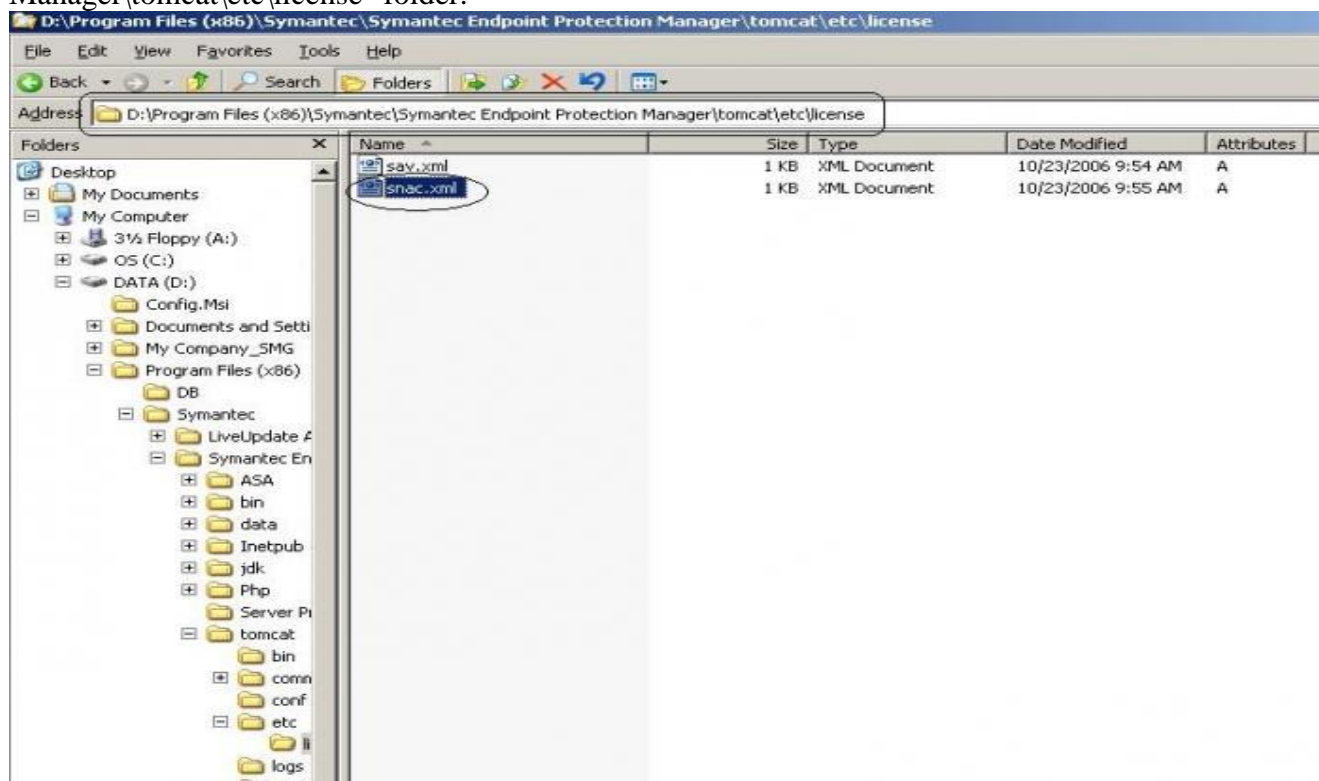 Manager\tomcat\etc\license" folder.
D:\Program Files (x86)\Symantec\Symantec Endpoint Protection Manager\tomcat\etc\license
File Edit View Favorites Tools Help
Back Search Folders
Address D:\Program Files (x86)\Symantec\Symantec Endpoint Protection Manager\tomcat\etc\license
Folders x Name Size Type Date Modified Attributes
Desktop
My Documents
My Computer
3½ Floppy (A:)
OS (C:)
DATA (D:)
Config.Msi
Documents and Setti
My Company_SMG
Program Files (x86)
DB
Symantec
LiveUpdate A
Symantec En
ASA
bin
data
Inetpub
jdk
Php
Server Pr
tomcat
bin
comn
conf
etc
li
logs
sav.xml 1 KB XML Document 10/23/2006 9:54 AM A
snac.xml 1 KB XML Document 10/23/2006 9:55 AM A